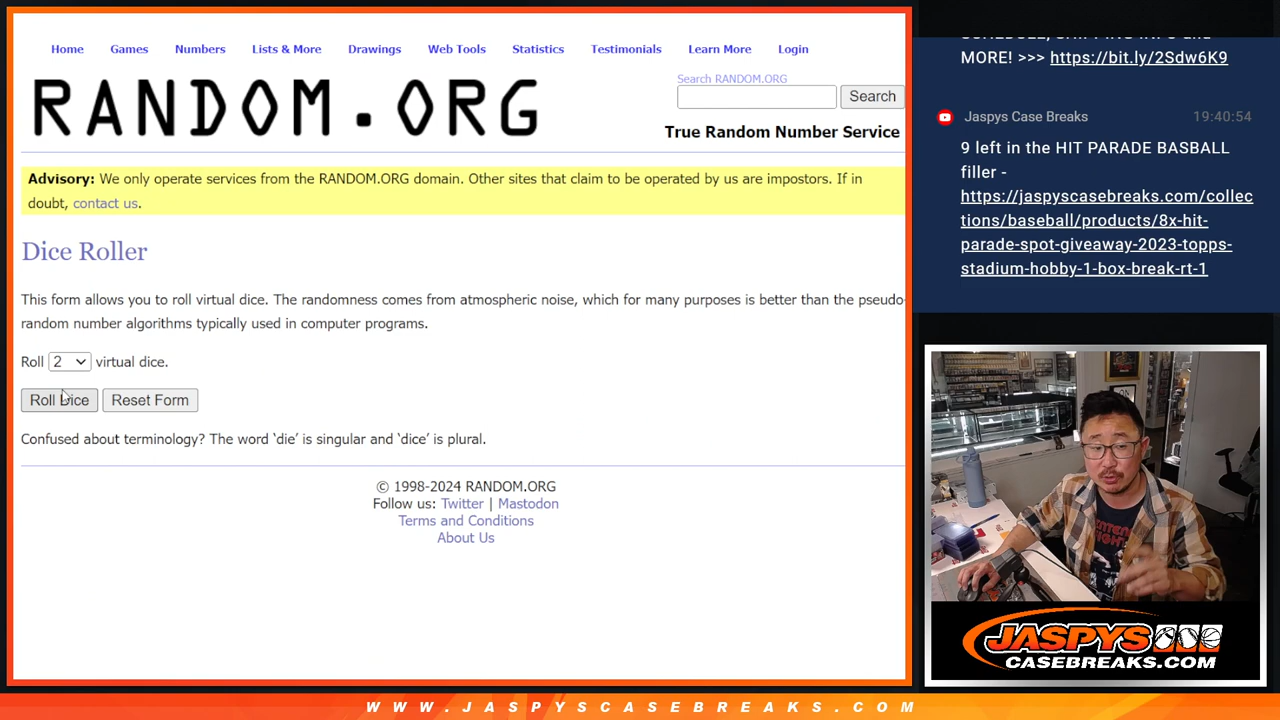 Home Games Numbers Lists & More Drawings Web Tools Statistics Testimonials Learn More Login
RANDOM.ORG
Search RANDOM.ORG
Search
True Random Number Service
Advisory: We only operate services from the RANDOM.ORG domain. Other sites that claim to be operated by us are impostors. If in
doubt, contact us.
Dice Roller
This form allows you to roll virtual dice. The randomness comes from atmospheric noise, which for many purposes is better than the pseudo-
random number algorithms typically used in computer programs.
Roll 2 virtual dice.
Roll Dice Reset Form
Confused about terminology? The word ‘die’ is singular and ‘dice’ is plural.
© 1998-2024 RANDOM.ORG
Follow us: Twitter | Mastodon
Terms and Conditions
About Us
MORE! >>> https://bit.ly/2Sdw6K9
Jaspys Case Breaks 19:40:54
9 left in the HIT PARADE BASBALL
filler -
https://jaspyscasebreaks.com/collec
tions/baseball/products/8x-hit-
parade-spot-giveaway-2023-topps-
stadium-hobby-1-box-break-rt-1
JASPYS
CASEBREAKS.COM
WWW.JASPYSCASEBREAKS.COM